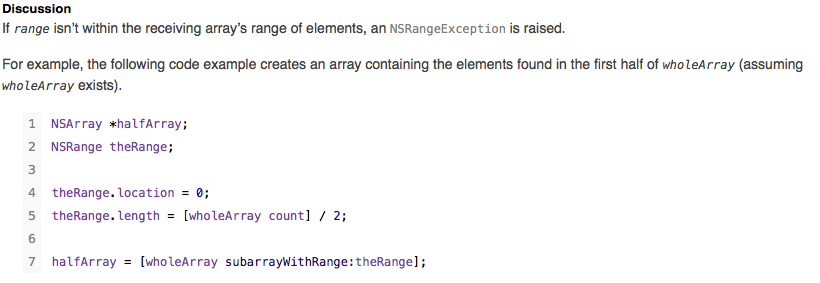 Discussion
If range isn’t within the receiving array’s range of elements, an NSRangeException is raised.
For example, the following code example creates an array containing the elements found in the first half of wholeArray (assuming
wholeArray exists).
1 NSArray *halfArray;
2 NSRange theRange;
3
4 theRange.location = 0;
5 theRange.length = [wholeArray count] / 2;
6
7 halfArray = [wholeArray subarrayWithRange:theRange];